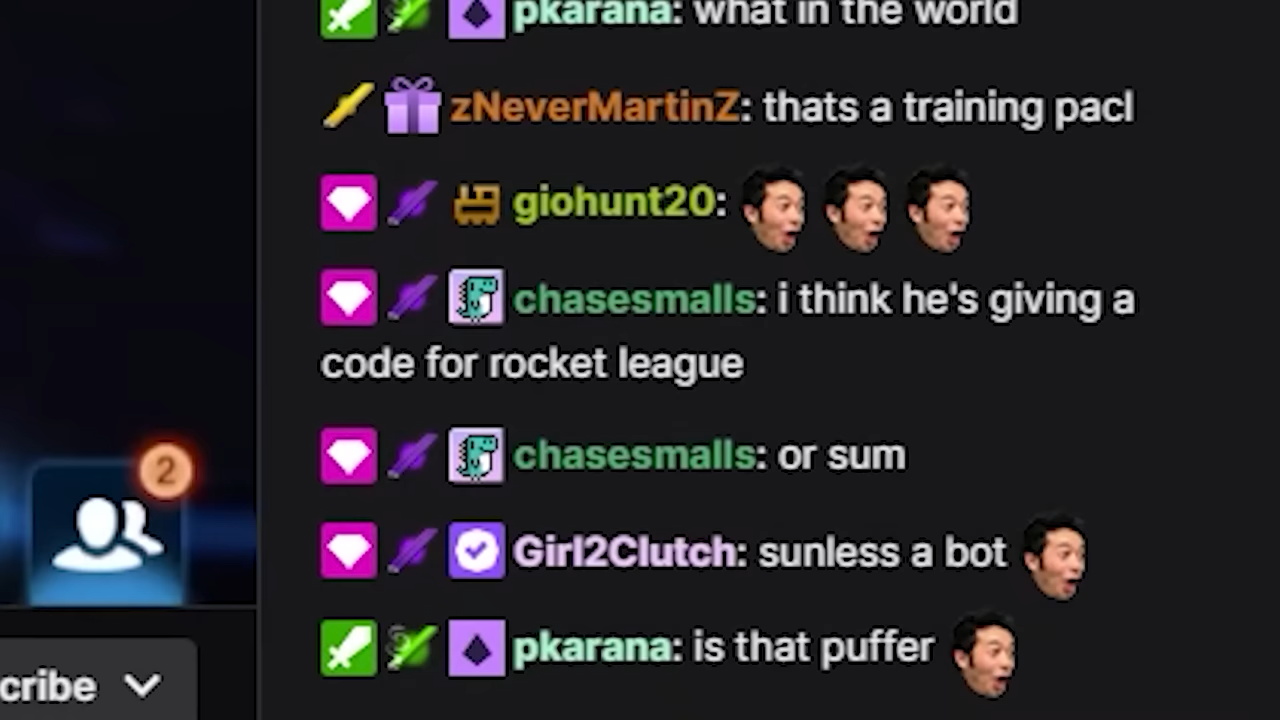 pkarana: what in the world
zNeverMartinZ: thats a training pacl
giohunt20:
chasesmalls: i think he's giving a
code for rocket league
chasesmalls: or sum
2
Girl2Clutch: sunless a bot
pkarana: is that puffer
cribe